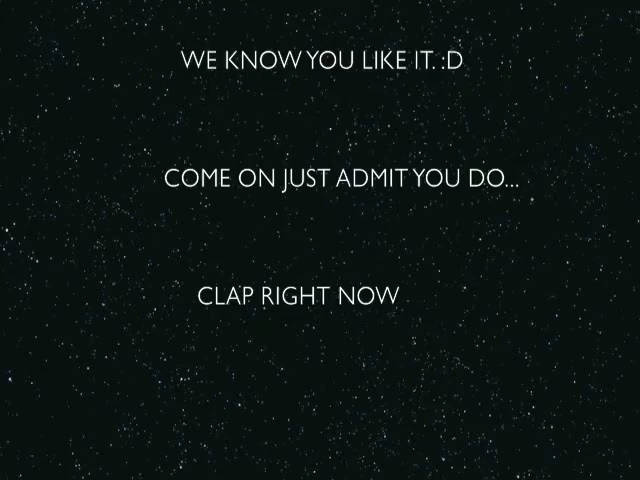 WE KNOW YOU LIKE IT. :D
COME ON JUST ADMIT YOU DO...
CLAP RIGHT NOW